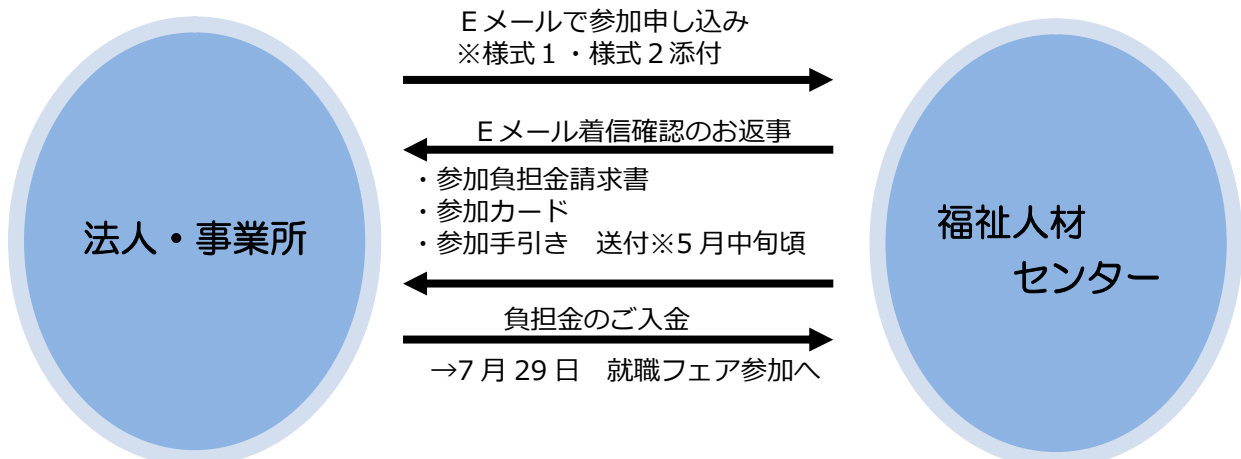 Ｅメールで参加申し込み
※様式１・様式２添付
Ｅメール着信確認のお返事
・参加負担金請求書
・参加カード
・参加手引き　送付※5月中旬頃
負担金のご入金
→7月29日　就職フェア参加へ
法人・事業所
福祉人材
センター